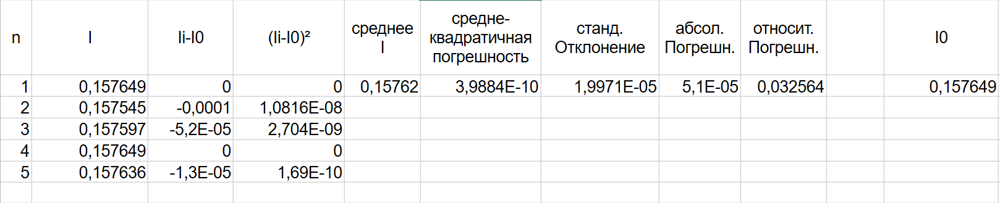 n I Ii-I0 (Ii-I0)² среднее I средне-квадратичная погрешность станд. Отклонение абсол. Погрешн. относит. Погрешн. I0
1 0,157649 0 0 0,15762 3,9884E-10 1,9971E-05 5,1E-05 0,032564 0,157649
2 0,157545 -0,0001 1,0816E-08
3 0,157597 -5,2E-05 2,704E-09
4 0,157649 0 0
5 0,157636 -1,3E-05 1,69E-10